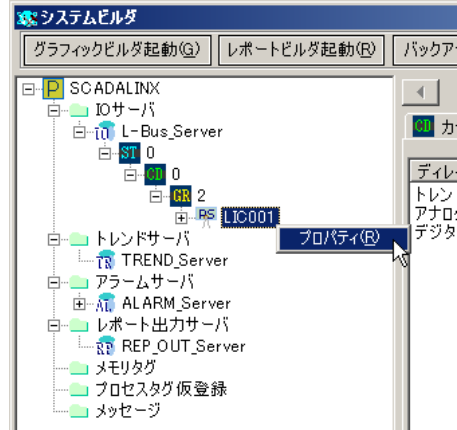 システムビルダ
グラフィックビルダ起動(G) レポートビルダ起動(R) バックア
P SCADALINX
IOサーバ
IO L-Bus_Server
ST 0
CD 0
GR 2
PS LIC001
プロパティ(R)
トレンドサーバ
TR TREND_Server
アラームサーバ
AL ALARM_Server
レポート出力サーバ
RP REP_OUT_Server
メモリタグ
プロセスタグ仮登録
メッセージ
CD カ
ディレ
トレン
アナロ
デジタ